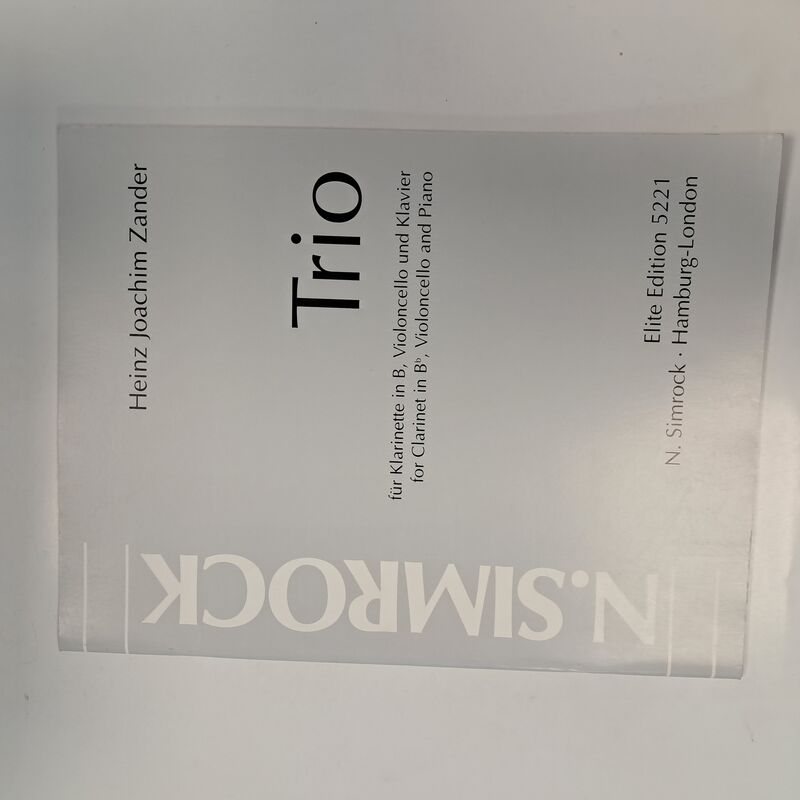 Heinz Joachim Zander
Trio
für Klarinette in B, Violoncello und Klavier
for Clarinet in B♭, Violoncello and Piano
Elite Edition 5221
N. Simrock · Hamburg-London
N.SIMROCK